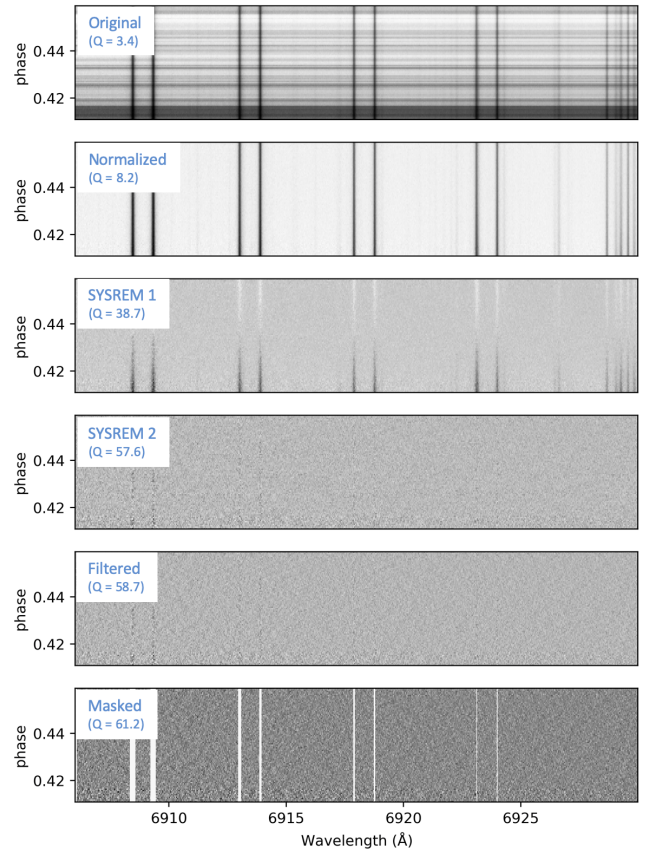 Original
(Q = 3.4)
phase
0.44
0.42
Normalized
(Q = 8.2)
phase
0.44
0.42
SYSREM 1
(Q = 38.7)
phase
0.44
0.42
SYSREM 2
(Q = 57.6)
phase
0.44
0.42
Filtered
(Q = 58.7)
phase
0.44
0.42
Masked
(Q = 61.2)
phase
0.44
0.42
6910 6915 6920 6925
Wavelength (Å)